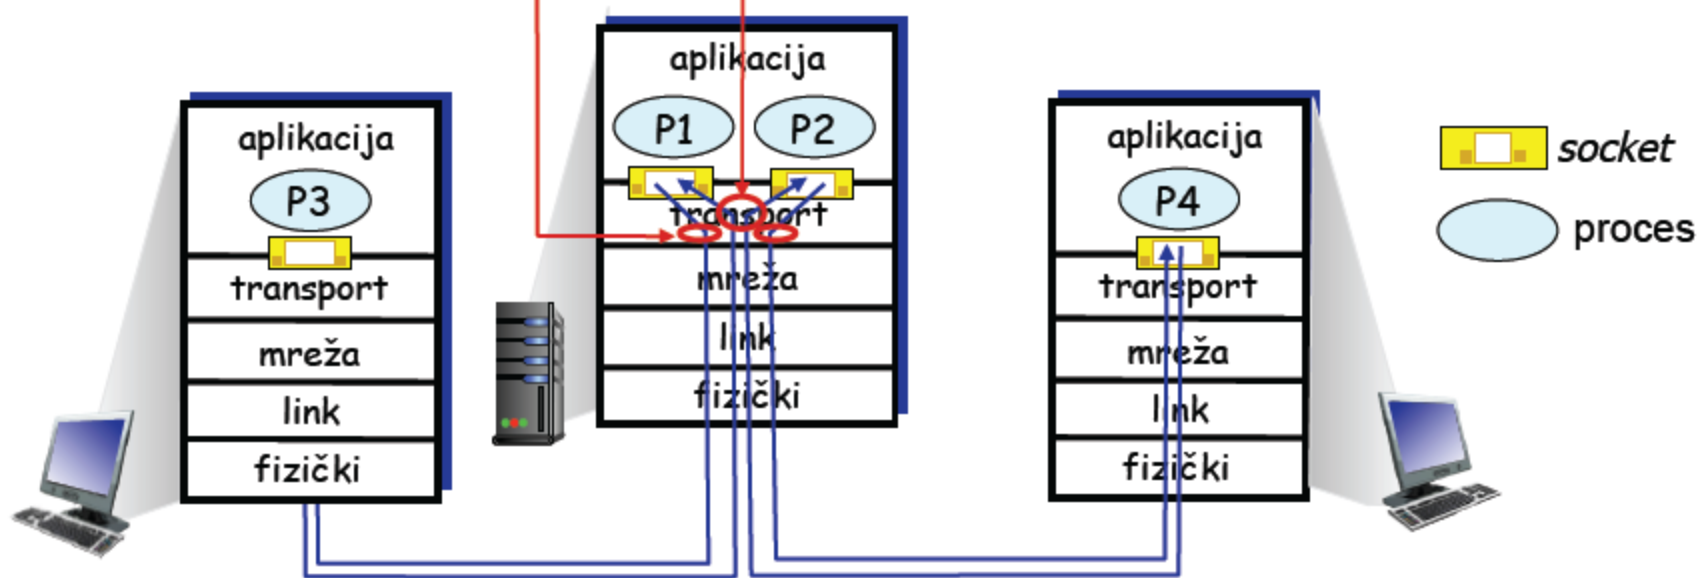 aplikacija
P3
transport
mreža
link
fizički
aplikacija
P1
P2
transport
mreža
link
fizički
aplikacija
P4
transport
mreža
link
fizički
socket
proces